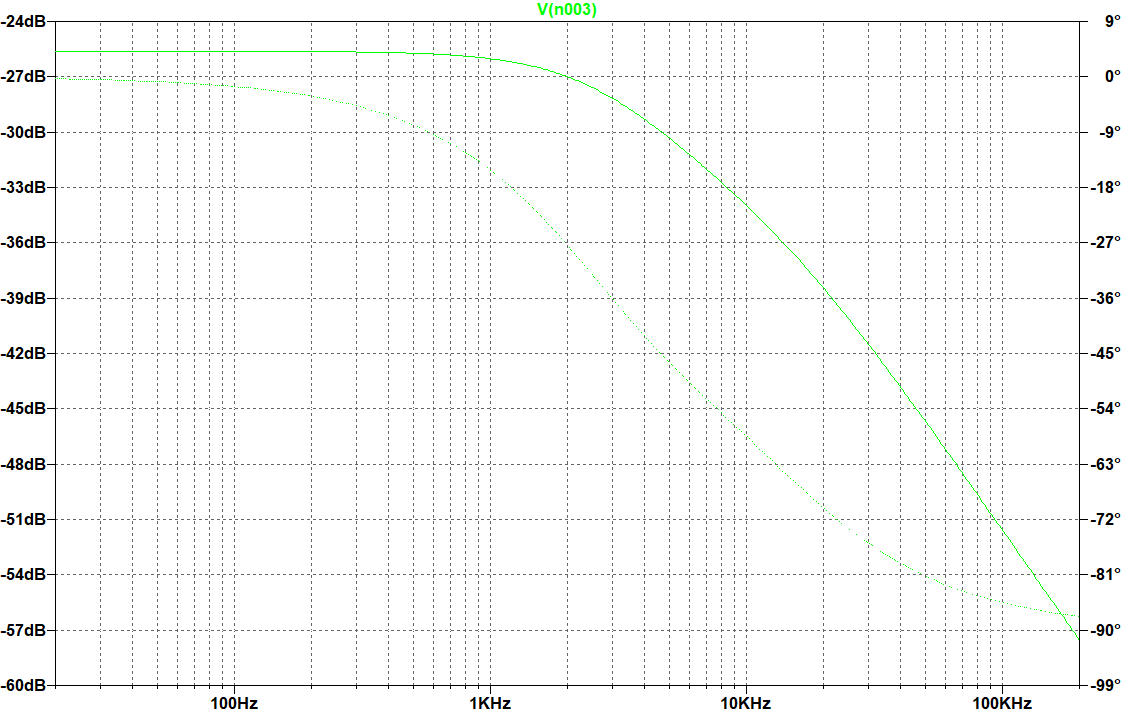 V(n003)
-24dB 9°
-27dB 0°
-30dB -9°
-33dB -18°
-36dB -27°
-39dB -36°
-42dB -45°
-45dB -54°
-48dB -63°
-51dB -72°
-54dB -81°
-57dB -90°
-60dB -99°
100Hz 1KHz 10KHz 100KHz